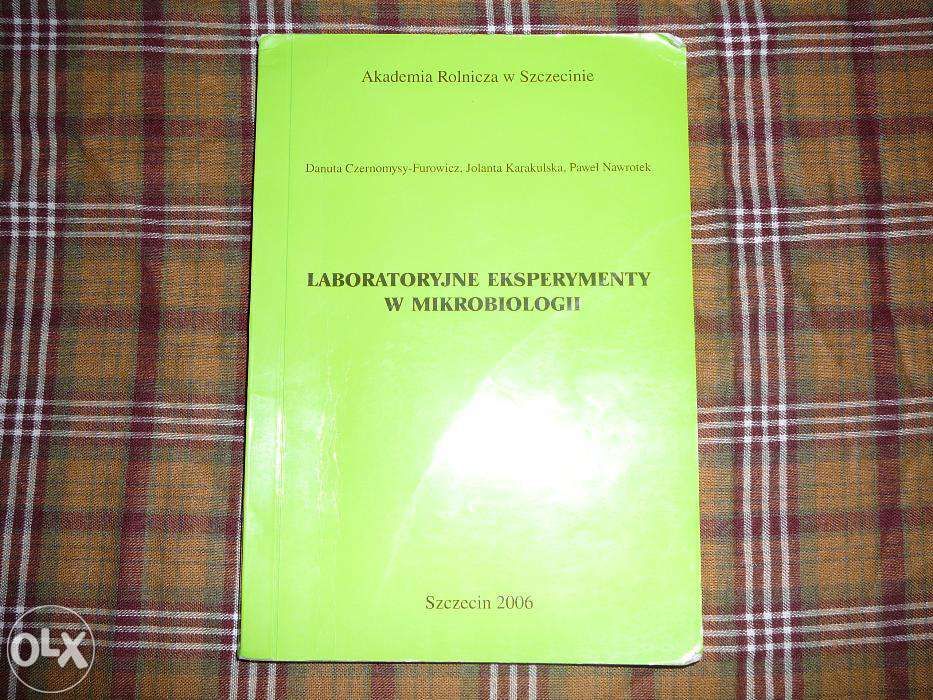 Akademia Rolnicza w Szczecinie
Danuta Czernomysy-Furowicz, Jolanta Karakulska, Paweł Nawrotek
LABORATORYJNE EKSPERYMENTY
W MIKROBIOLOGII
Szczecin 2006
OLX